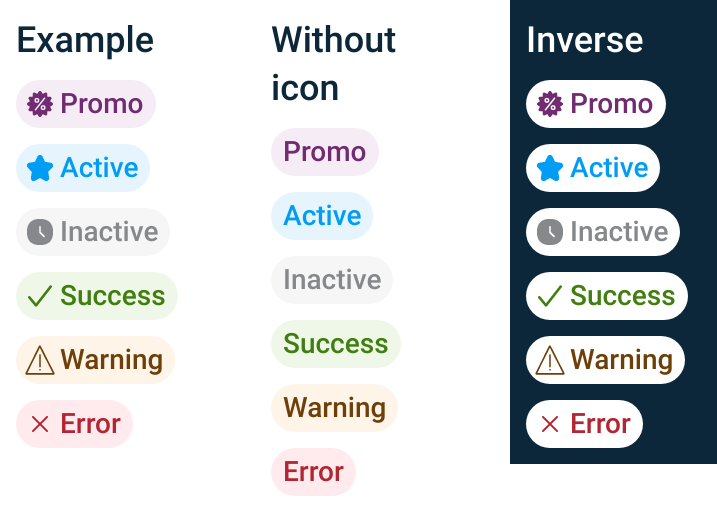 Example
Promo
Active
Inactive
Success
Warning
Error
Without
icon
Promo
Active
Inactive
Success
Warning
Error
Inverse
Promo
Active
Inactive
Success
Warning
Error